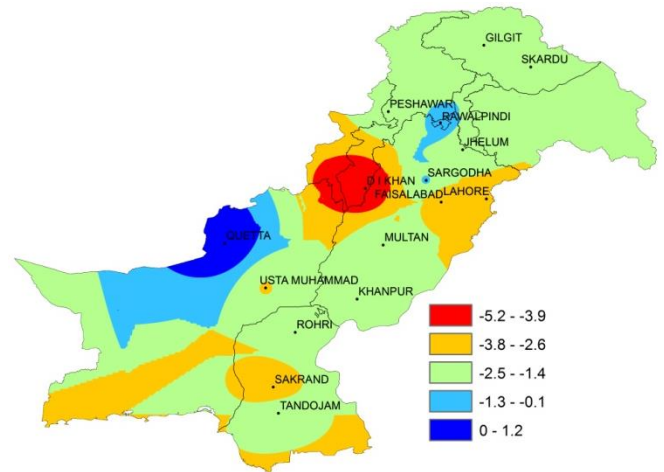 GILGIT
SKARDU
PESHAWAR
RAWALPINDI
JHELUM
SARGODHA
D I KHAN
FAISALABAD
LAHORE
QUETTA
MULTAN
USTA MUHAMMAD
KHANPUR
ROHRI
SAKRAND
TANDOJAM
-5.2 - -3.9
-3.8 - -2.6
-2.5 - -1.4
-1.3 - -0.1
0 - 1.2